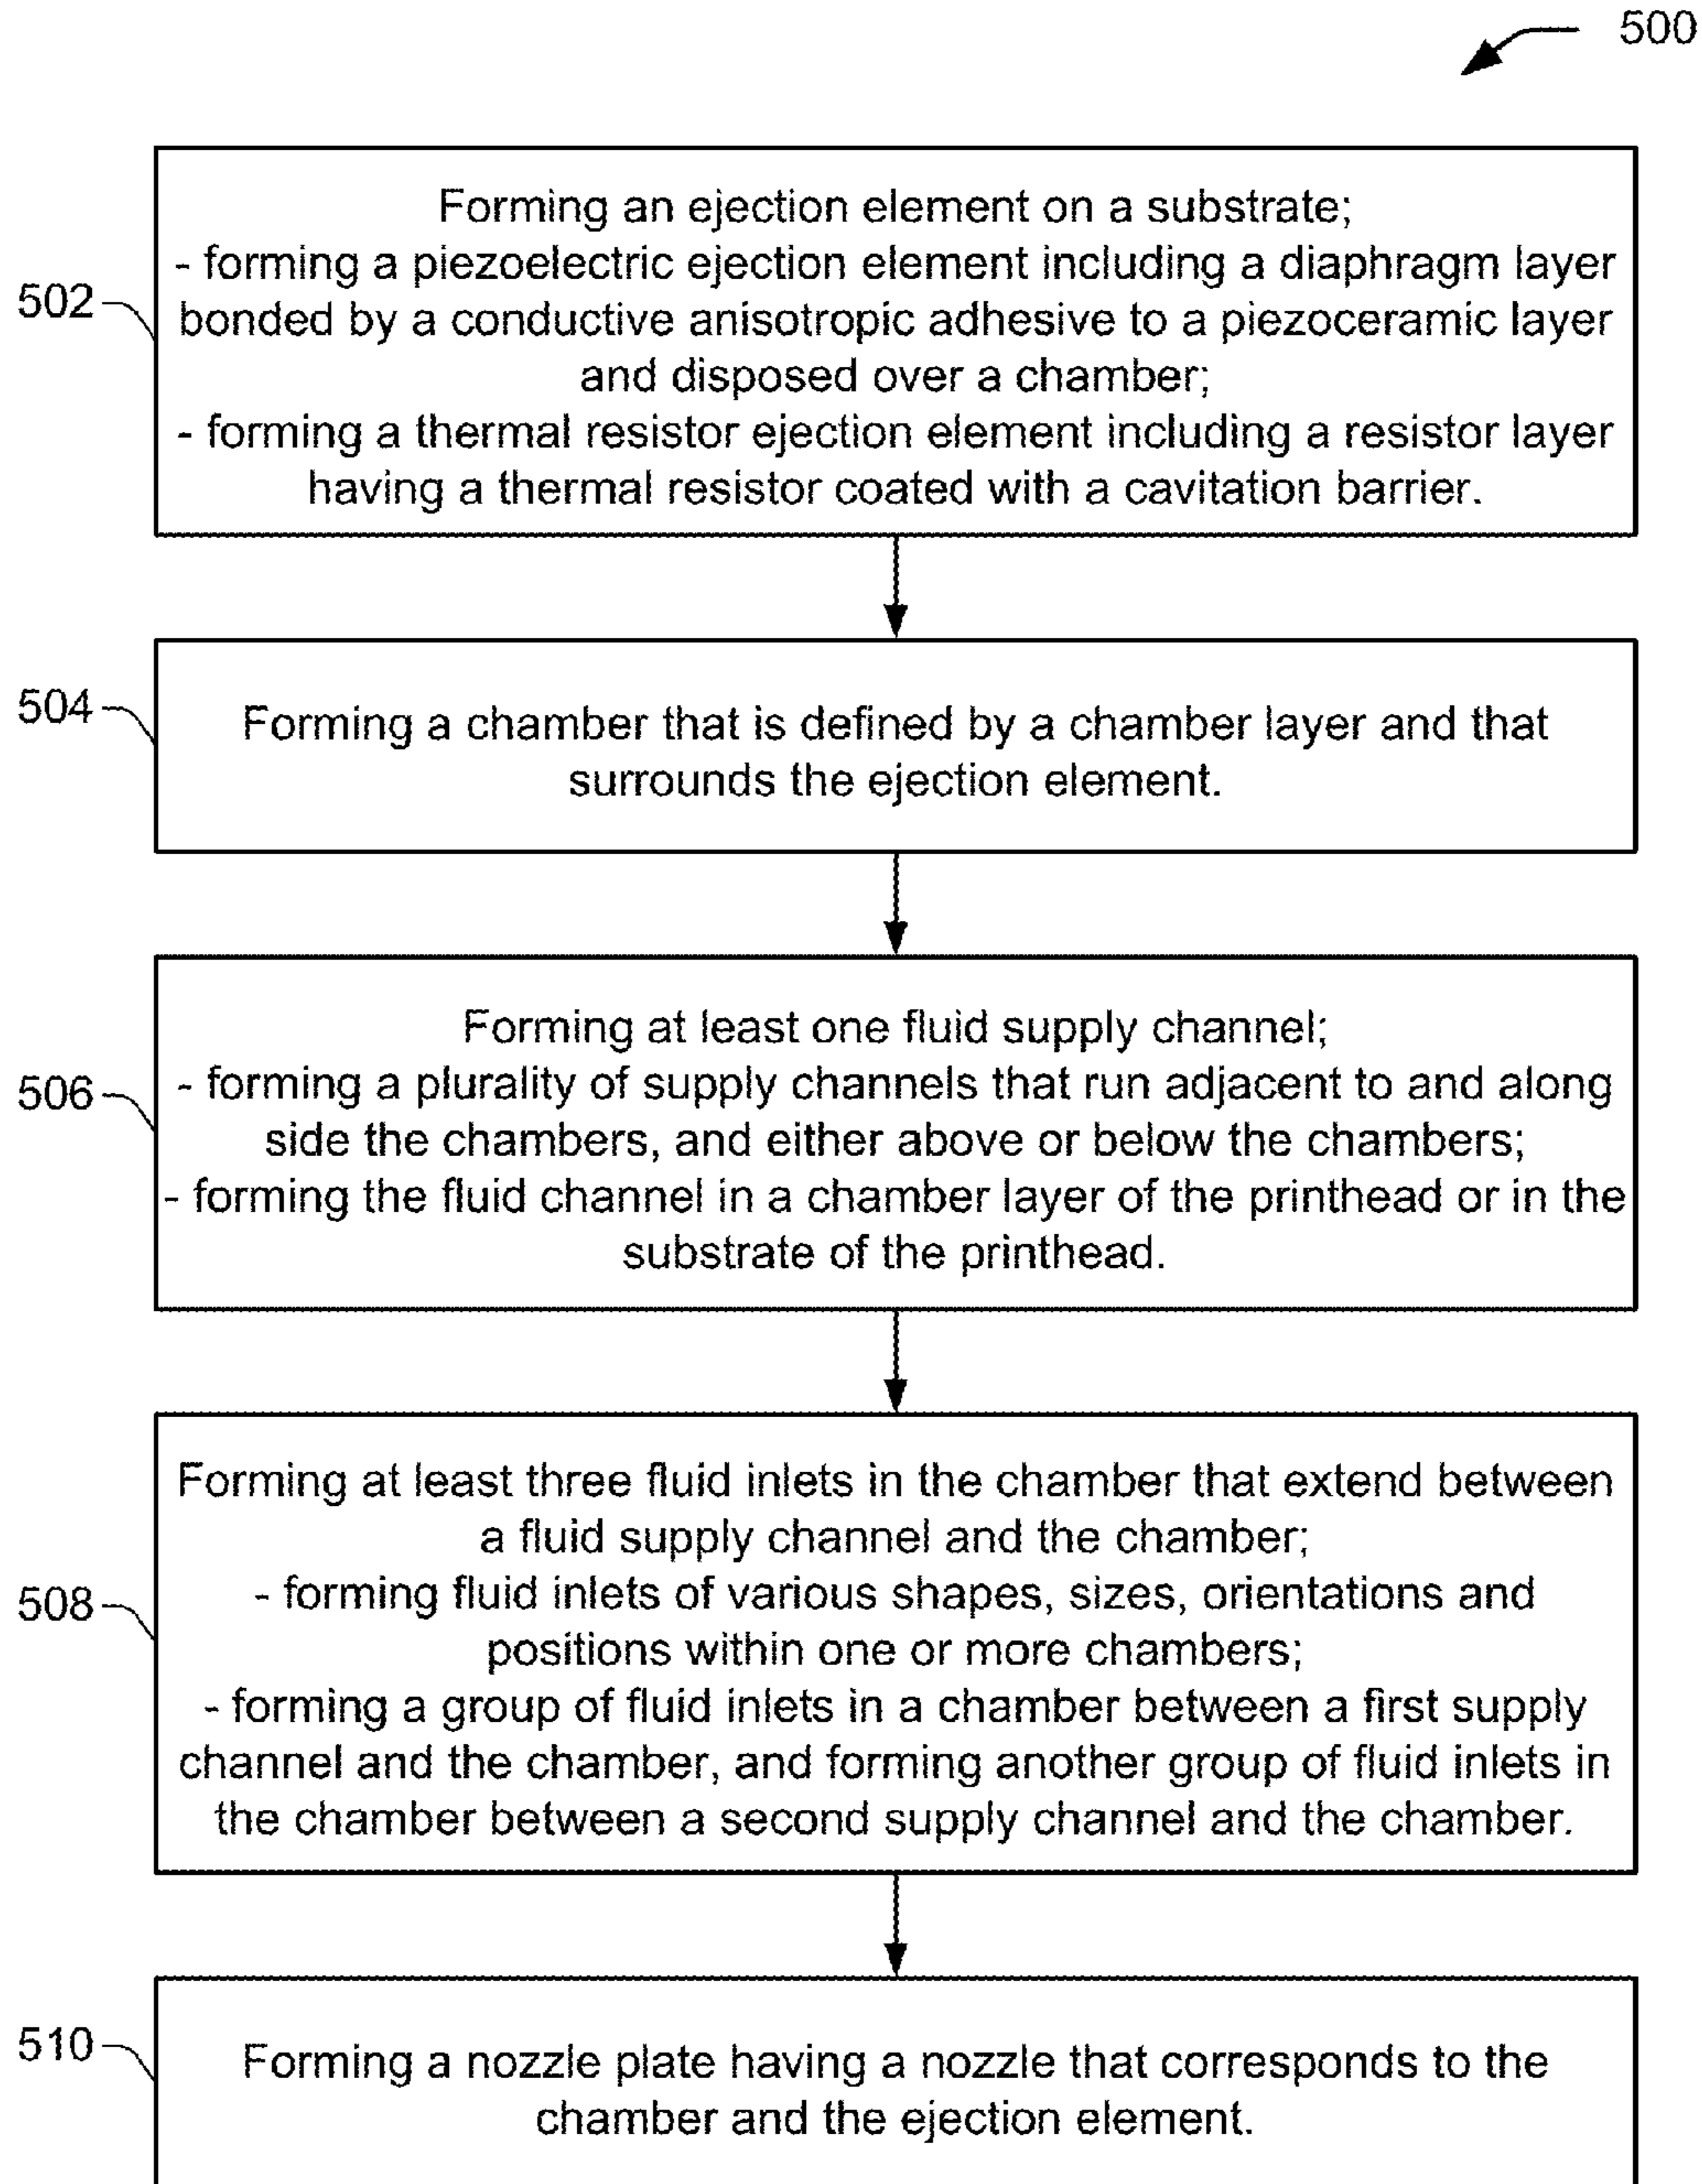 500
502
Forming an ejection element on a substrate;
- forming a piezoelectric ejection element including a diaphragm layer
bonded by a conductive anisotropic adhesive to a piezoceramic layer
and disposed over a chamber;
- forming a thermal resistor ejection element including a resistor layer
having a thermal resistor coated with a cavitation barrier.
504
Forming a chamber that is defined by a chamber layer and that
surrounds the ejection element.
506
Forming at least one fluid supply channel;
- forming a plurality of supply channels that run adjacent to and along
side the chambers, and either above or below the chambers;
- forming the fluid channel in a chamber layer of the printhead or in the
substrate of the printhead.
508
Forming at least three fluid inlets in the chamber that extend between
a fluid supply channel and the chamber;
- forming fluid inlets of various shapes, sizes, orientations and
positions within one or more chambers;
- forming a group of fluid inlets in a chamber between a first supply
channel and the chamber, and forming another group of fluid inlets in
the chamber between a second supply channel and the chamber.
510
Forming a nozzle plate having a nozzle that corresponds to the
chamber and the ejection element.